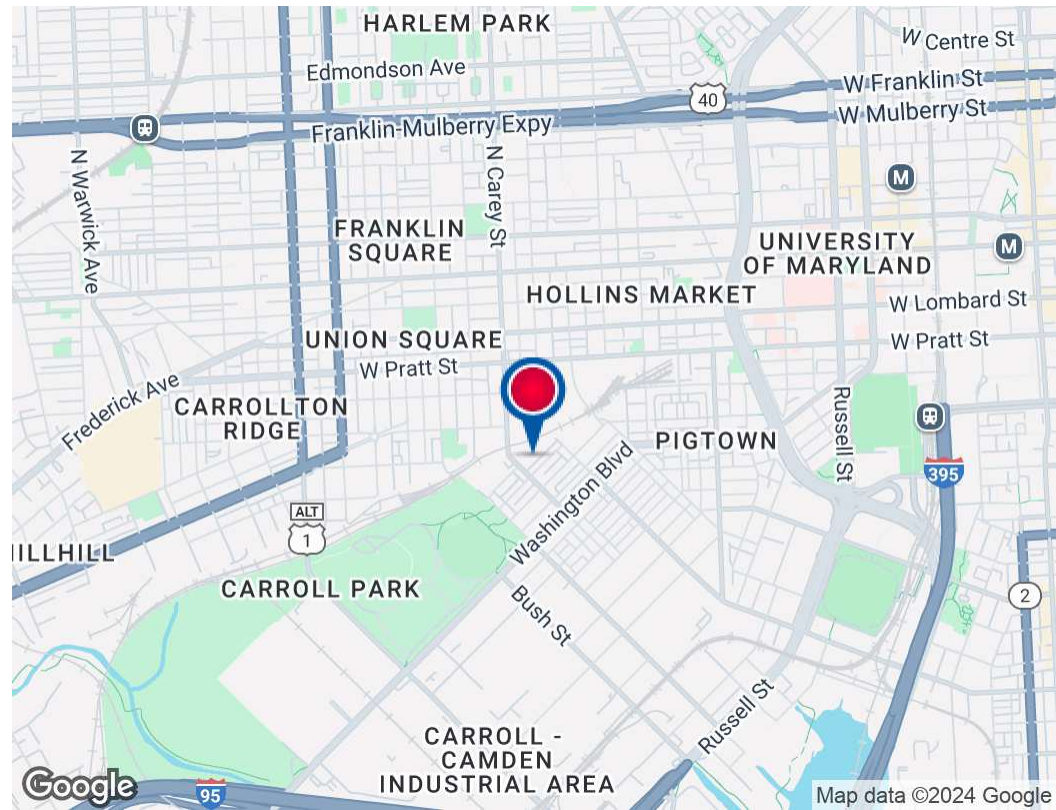 HARLEM PARK
W Centre St
Edmondson Ave
W Franklin St
40
W Mulberry St
Franklin-Mulberry Expy
N Warwick Ave
N Carey St
M
FRANKLIN
SQUARE
UNIVERSITY
OF MARYLAND
M
HOLLINS MARKET
W Lombard St
UNION SQUARE
W Pratt St
W Pratt St
Frederick Ave
CARROLLTON
RIDGE
Russell St
PIGTOWN
Washington Blvd
395
ALT
1
ILLHILL
CARROLL PARK
Bush St
2
Russell St
CARROLL -
CAMDEN
INDUSTRIAL AREA
Google
95
Map data ©2024 Google